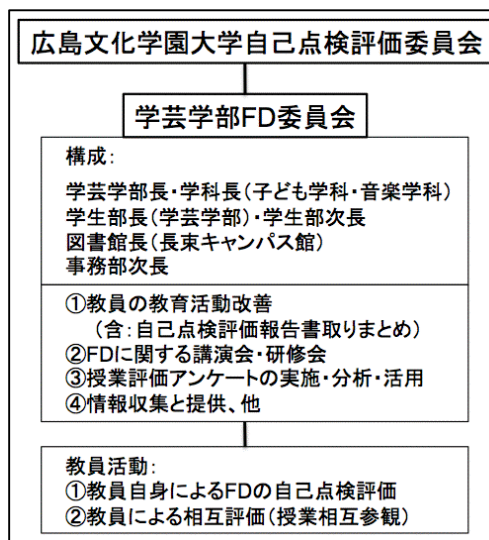 広島文化学園大学自己点検評価委員会
学芸学部FD委員会
構成：
学芸学部長・学科長(子ども学科・音楽学科)
学生部長(学芸学部)・学生部次長
図書館長(長束キャンパス館)
事務部次長
①教員の教育活動改善
(含：自己点検評価報告書取りまとめ)
②FDに関する講演会・研修会
③授業評価アンケートの実施・分析・活用
④情報収集と提供、他
教員活動：
①教員自身によるFDの自己点検評価
②教員による相互評価(授業相互参観)